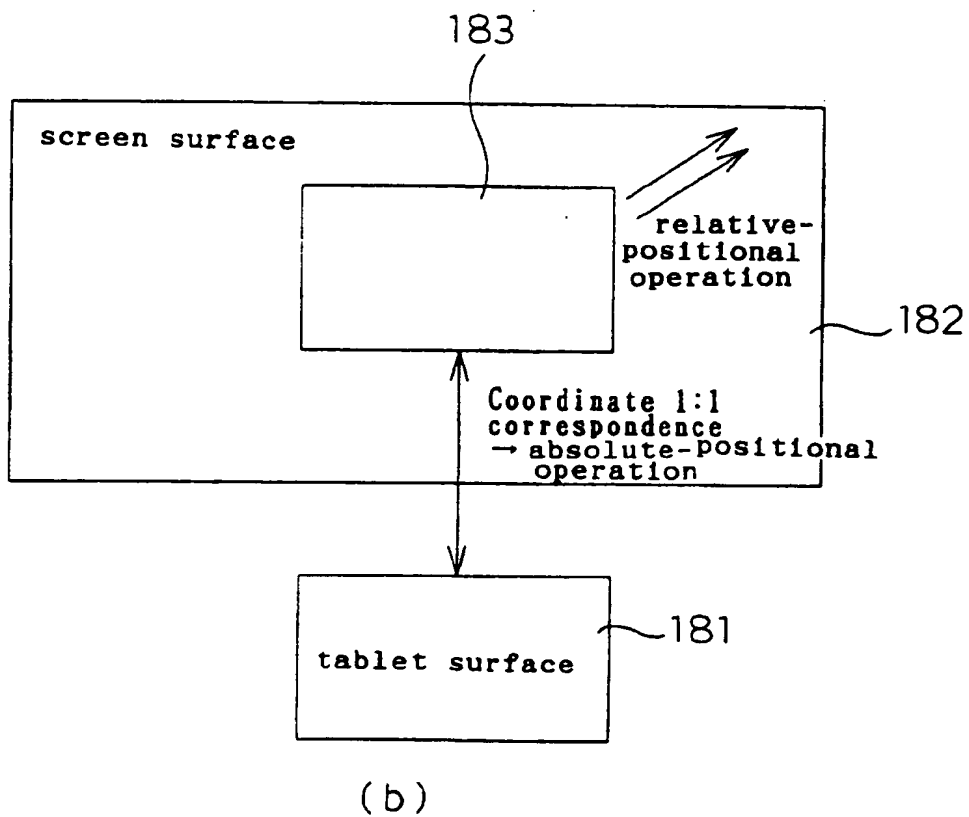 183
screen surface
relative-
positional
operation
182
Coordinate 1:1
correspondence
→ absolute-positional
operation
181
tablet surface
(b)